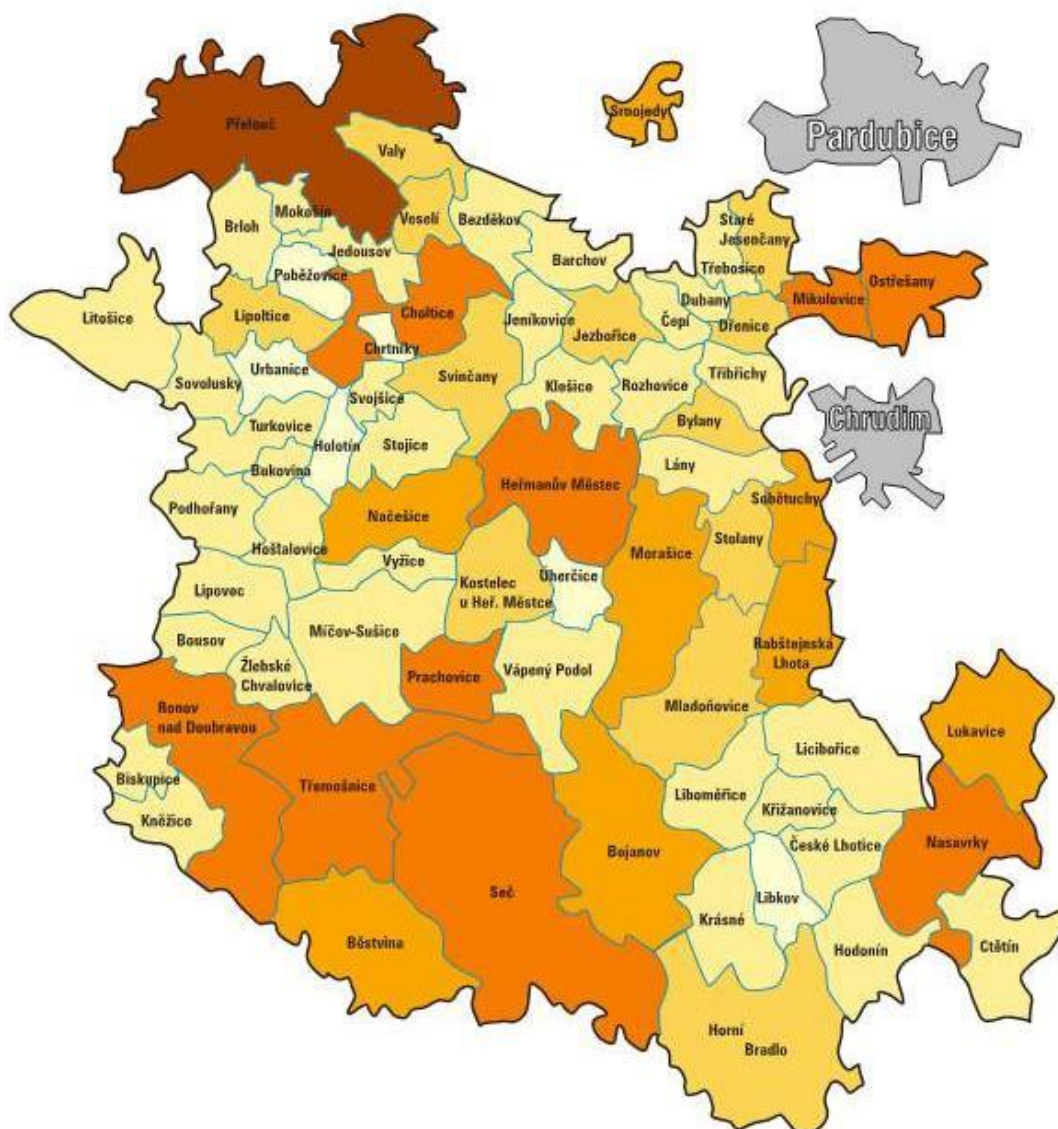 Přelouč
Srnojedy
Pardubice
Valy
Mokošín
Veselí
Bezděkov
Brloh
Staré
Jesenčany
Jedousov
Barchov
Třebosice
Poběžovice
Ostřešany
Mikulovice
Dubany
Choltice
Litošice
Lipoltice
Jeníkovice
Čepí
Dřenice
Jezbořice
Chrtníky
Urbanice
Sovolusky
Svinčany
Klešice
Rozhovice
Třibřichy
Svojšice
Bylany
Chrudim
Turkovice
Holotín
Stojice
Bukovina
Lány
Heřmanův Městec
Sobětuchy
Podhořany
Načešice
Stolany
Hošťalovice
Morašice
Vyžice
Úherčice
Lipovec
Kostelec
u Heř. Městce
Míčov-Sušice
Bousov
Rabštejnská
Lhota
Žlebské
Chvalovice
Prachovice
Vápený Podol
Ronov
nad Doubravou
Mladoňovice
Lukavice
Licibořice
Biskupice
Třemošnice
Liboměřice
Křižanovice
Kněžice
České Lhotice
Nasavrky
Bojanov
Seč
Libkov
Krásné
Běstvina
Hodonín
Ctětín
Horní
Bradlo